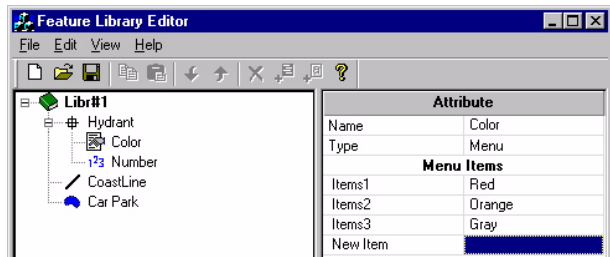 Feature Library Editor
File Edit View Help
Libr#1
Hydrant
Color
123 Number
CoastLine
Car Park
Attribute
Name Color
Type Menu
Menu Items
Items1 Red
Items2 Orange
Items3 Gray
New Item